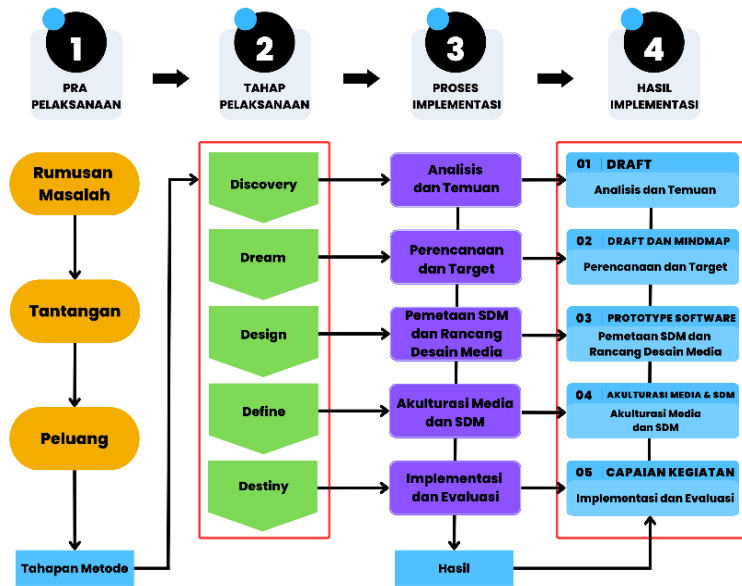 1
PRA
PELAKSANAAN
2
TAHAP
PELAKSANAAN
3
PROSES
IMPLEMENTASI
4
HASIL
IMPLEMENTASI
Rumusan
Masalah
Tantangan
Peluang
Tahapan Metode
Discovery
Dream
Design
Define
Destiny
Analisis
dan Temuan
Perencanaan
dan Target
Pemetaan SDM
dan Rancang
Desain Media
Akulturasi Media
dan SDM
Implementasi
dan Evaluasi
Hasil
01 DRAFT
Analisis dan Temuan
02 DRAFT DAN MINDMAP
Perencanaan dan Target
03 PROTOTYPE SOFTWARE
Pemetaan SDM dan
Rancang Desain Media
04 AKULTURASI MEDIA & SDM
Akulturasi Media
dan SDM
05 CAPAIAN KEGIATAN
Implementasi dan Evaluasi